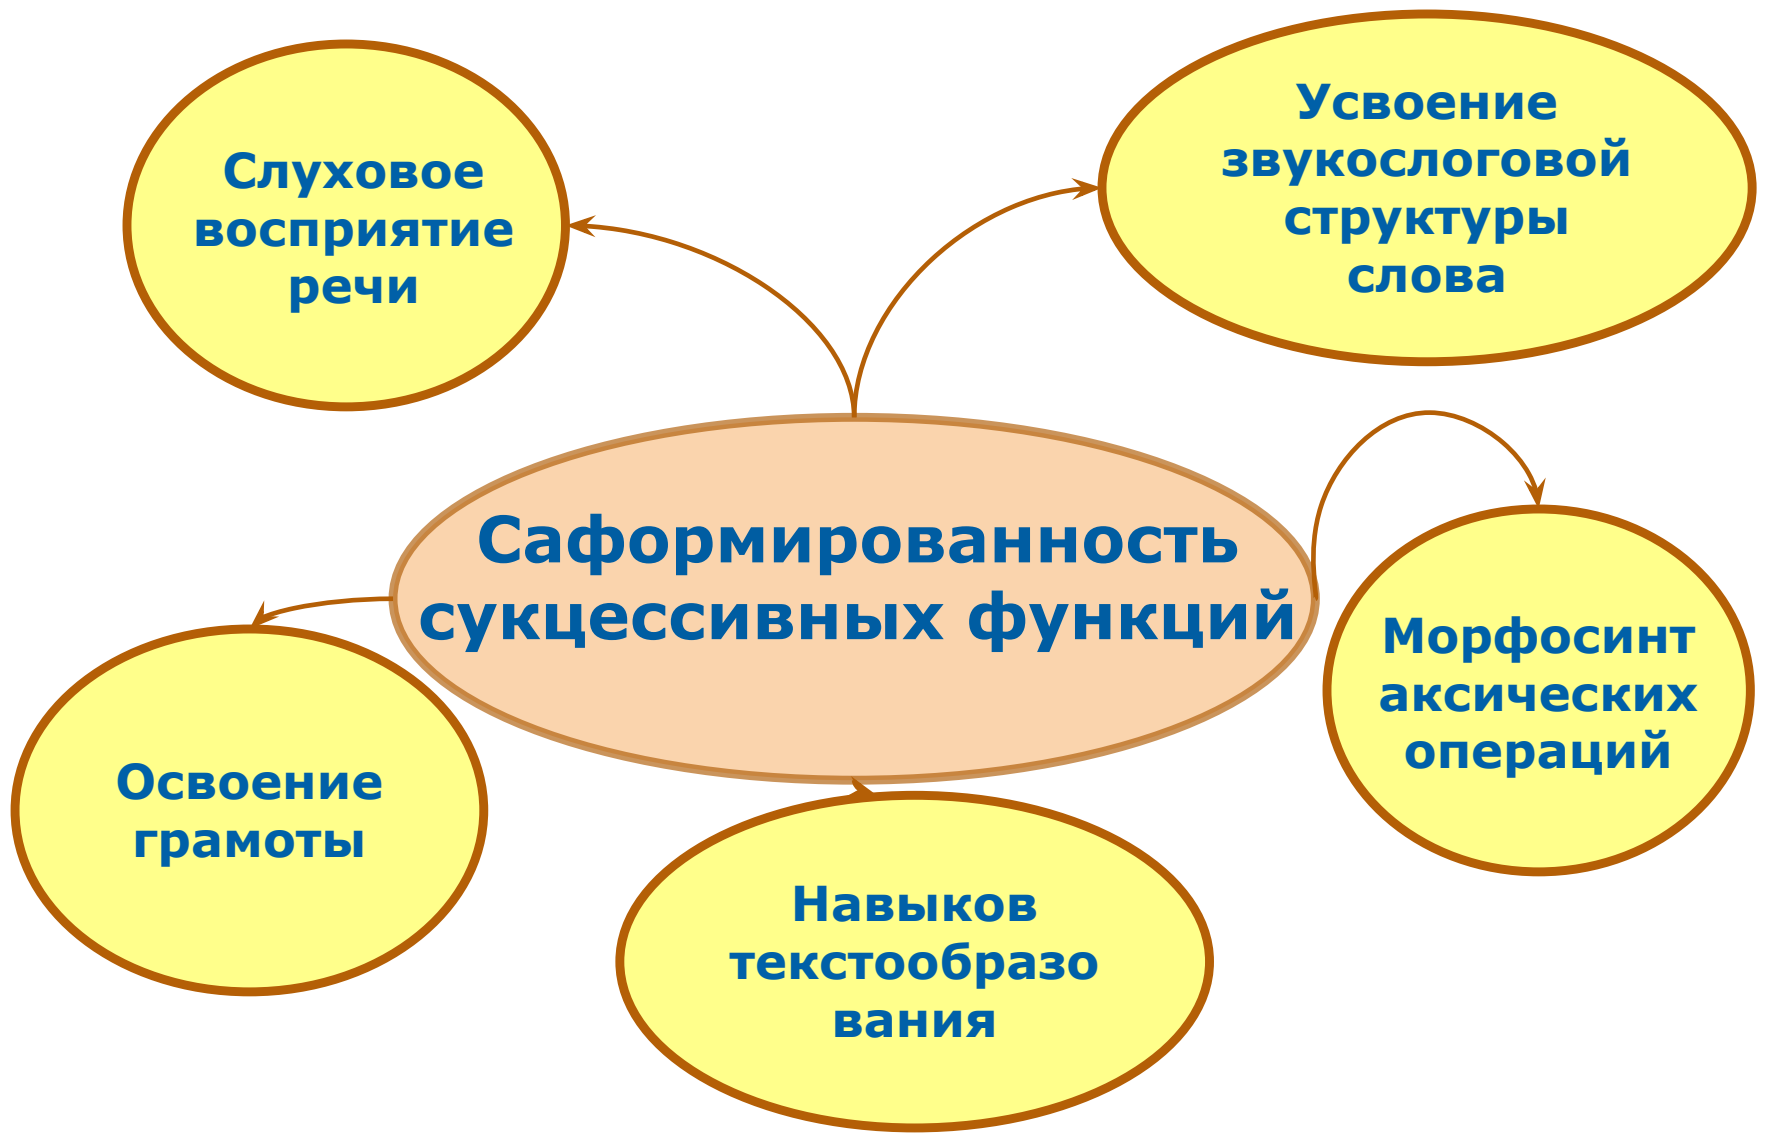 Слуховое
восприятие
речи
Усвоение
звукослоговой
структуры
слова
Саформированность
сукцессивных функций
Морфосинт
аксических
операций
Освоение
грамоты
Навыков
текстообразо
вания